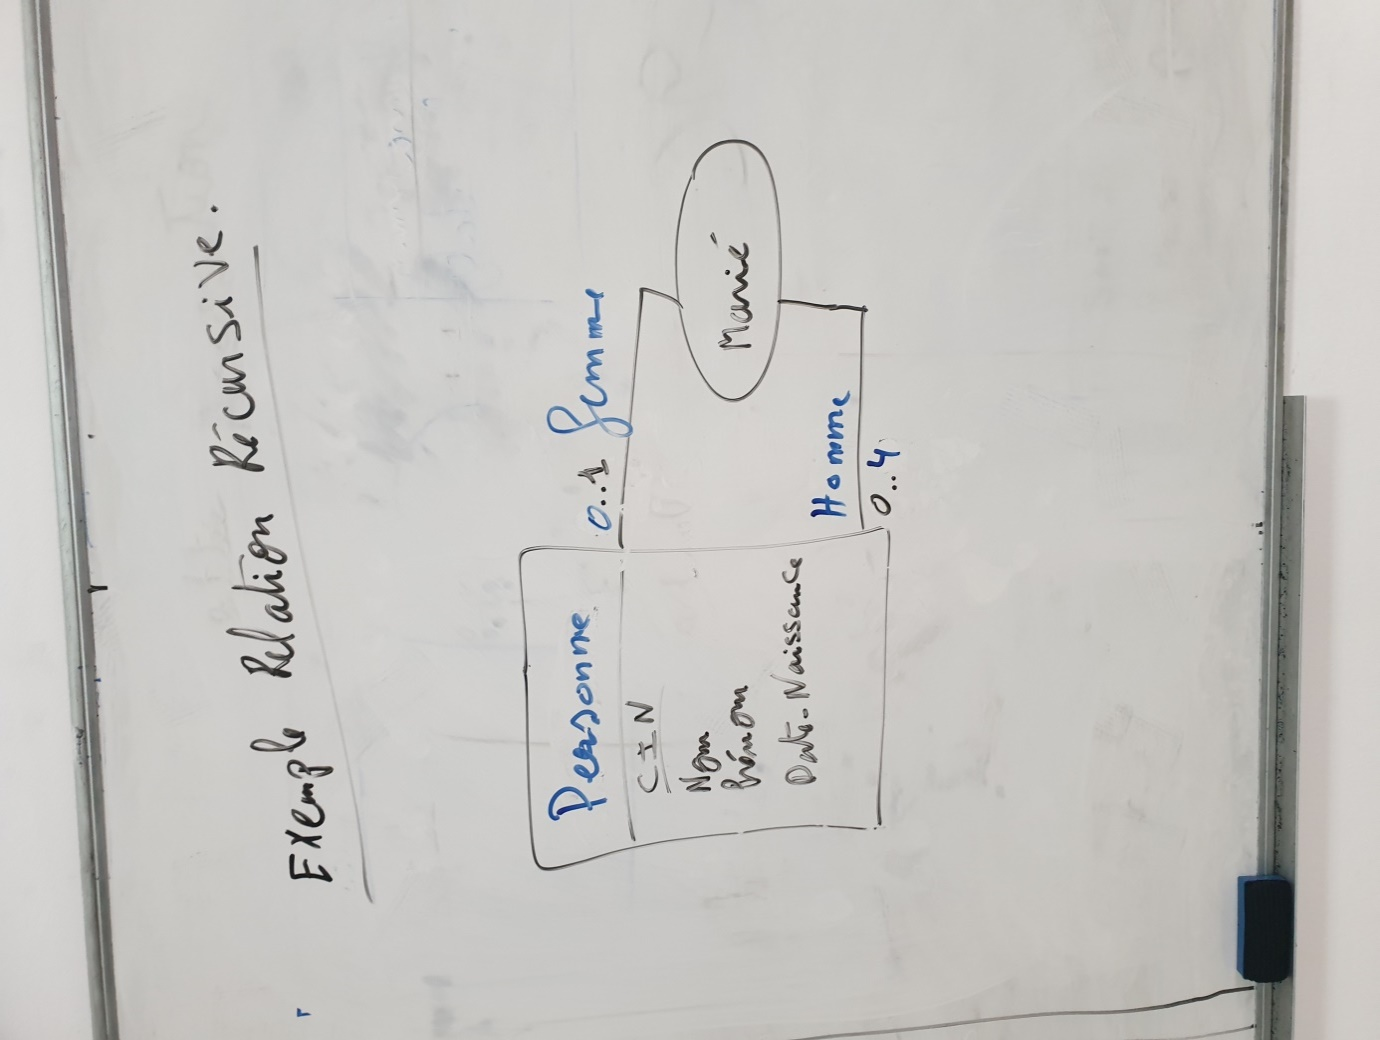 Exemple Relation Récursive.
Personne
0..1 Femme
CIN
Nom
Prénom
Marié
Date-Naissance
Homme
0..4